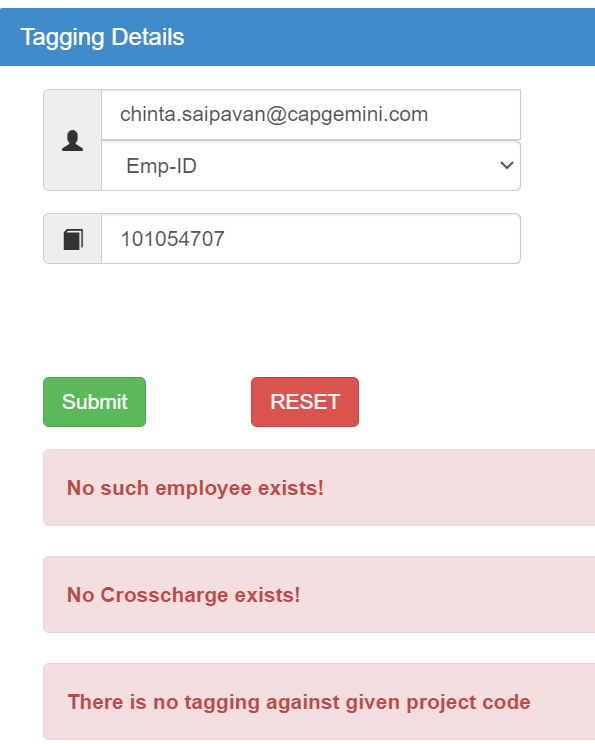 Tagging Details
chinta.saipavan@capgemini.com
Emp-ID
101054707
Submit
RESET
No such employee exists!
No Crosscharge exists!
There is no tagging against given project code